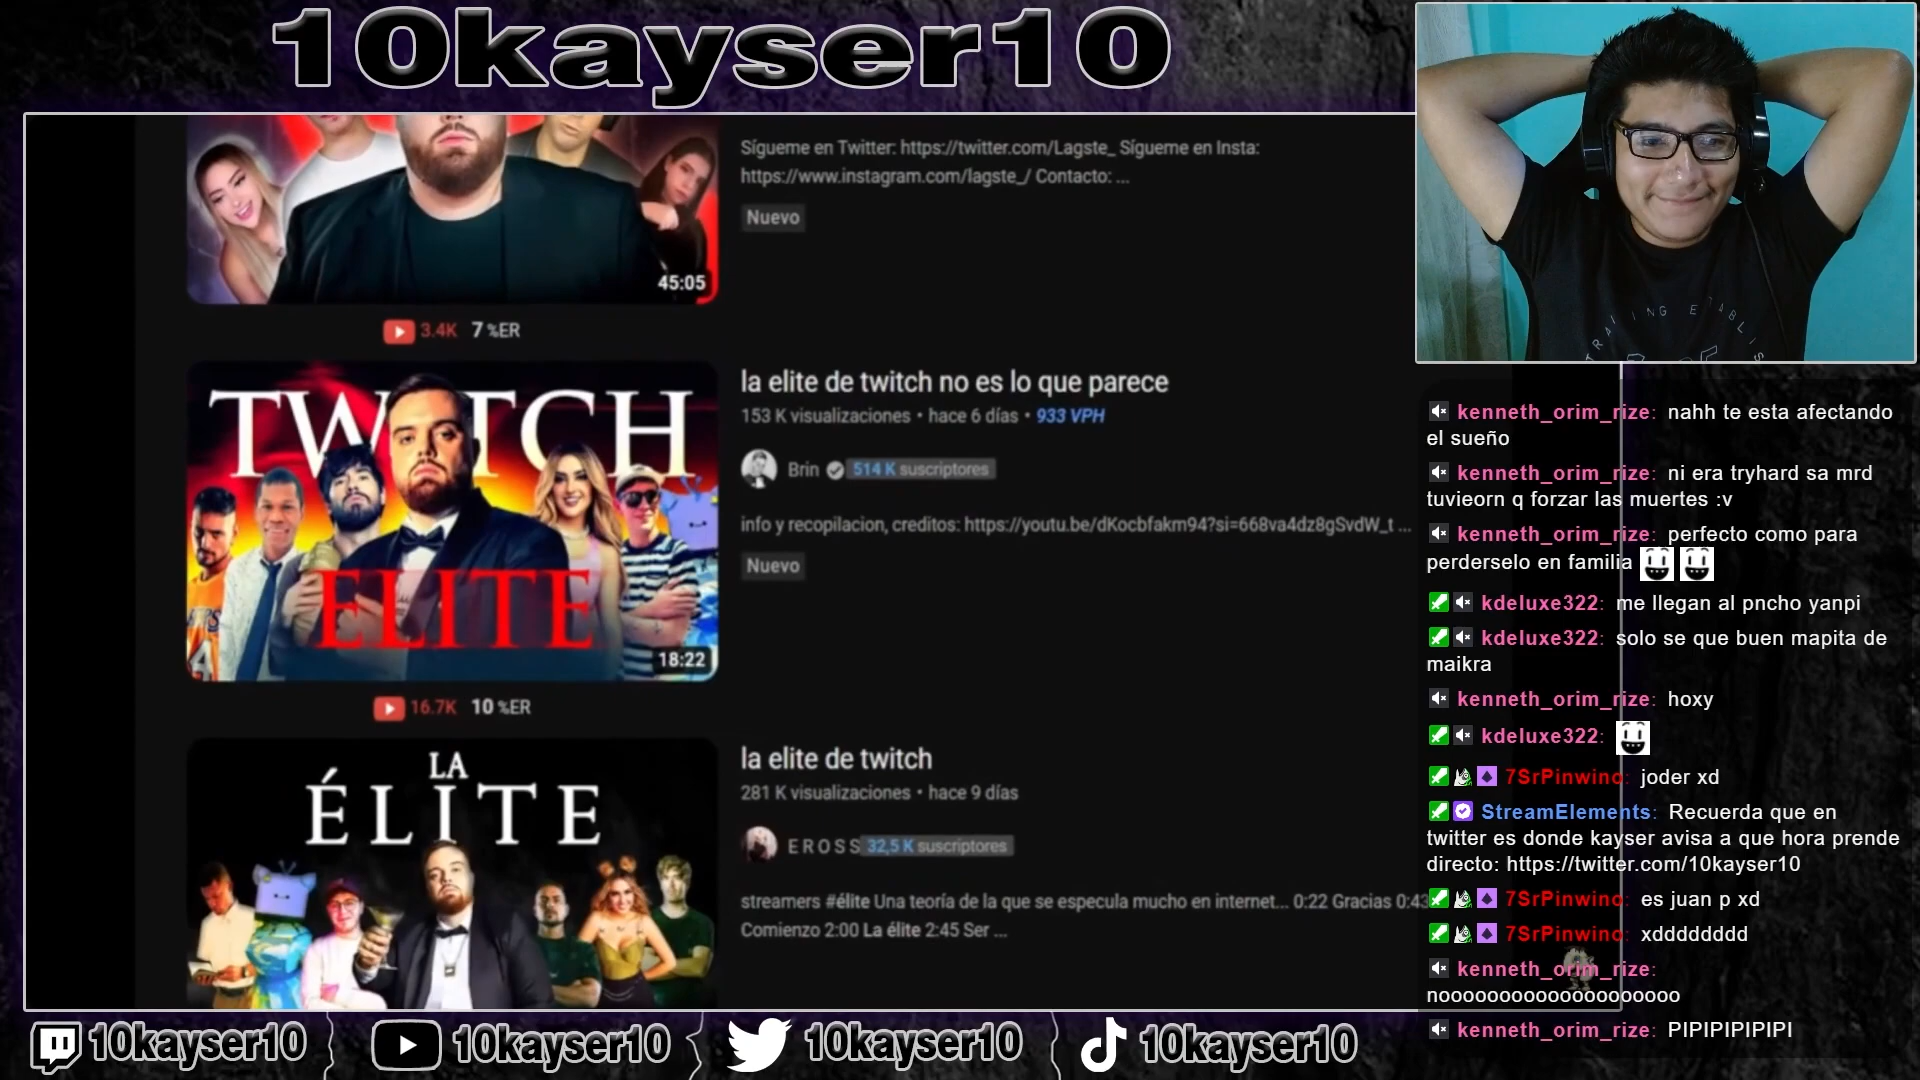 10kayser10
Sígueme en Twitter: https://twitter.com/Lagste_ Sígueme en Insta:
https://www.instagram.com/lagste_/ Contacto: ...
Nuevo
45:05
3.4K 7 %ER
TWITCH
ELITE
18:22
la elite de twitch no es lo que parece
153 K visualizaciones • hace 6 días • 933 VPH
Brin 514 K suscriptores
info y recopilacion, creditos: https://youtu.be/dKocbfakm94?si=668va4dz8gSvdW_t ...
Nuevo
16.7K 10 %ER
LA
ÉLITE
la elite de twitch
281 K visualizaciones • hace 9 días
E R O S S 32,5 K suscriptores
streamers #élite Una teoría de la que se especula mucho en internet... 0:22 Gracias 0:43
Comienzo 2:00 La élite 2:45 Ser ...
kenneth_orim_rize: nahh te esta afectando
el sueño
kenneth_orim_rize: ni era tryhard sa mrd
tuvieorn q forzar las muertes :v
kenneth_orim_rize: perfecto como para
perderselo en familia
kdeluxe322: me llegan al pncho yanpi
kdeluxe322: solo se que buen mapita de
maikra
kenneth_orim_rize: hoxy
kdeluxe322:
7SrPinwino: joder xd
StreamElements: Recuerda que en
twitter es donde kayser avisa a que hora prende
directo: https://twitter.com/10kayser10
7SrPinwino: es juan p xd
7SrPinwino: xdddddddd
kenneth_orim_rize:
noooooooooooooooooooo
kenneth_orim_rize: PIPIPIPIPIPI
10kayser10 10kayser10 10kayser10 10kayser10